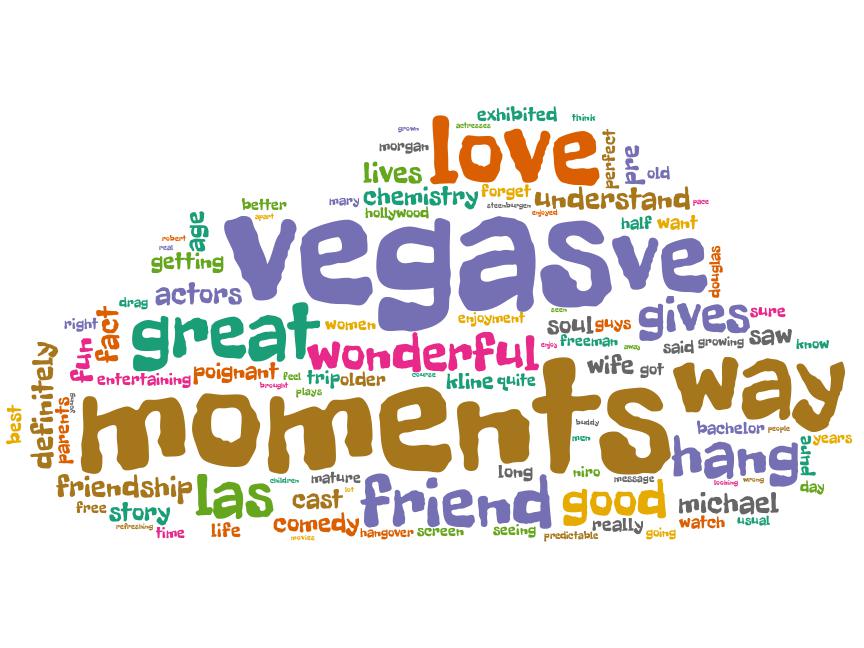 exhibited think
grown actresses
morgan love perfect pre
lives old
mary chemistry forget understand pace
better hollywood steenburgen enjoyed
apart half want
age vegas ve
robert
real
getting douglas
drag actors seen
right fact great women enjoyment soul guys gives sure
fun wonderful enjoy freeman away said growing saw know
definitely entertaining poignant feel trip older course kline quite wife got way
brought plays
best parents young moments buddy bachelor people
men hang pure years
friendship las children mature long niro message looking wrong day
free story cast lot friend good michael
refreshing time life comedy hangover screen seeing really watch usual
movies predictable going